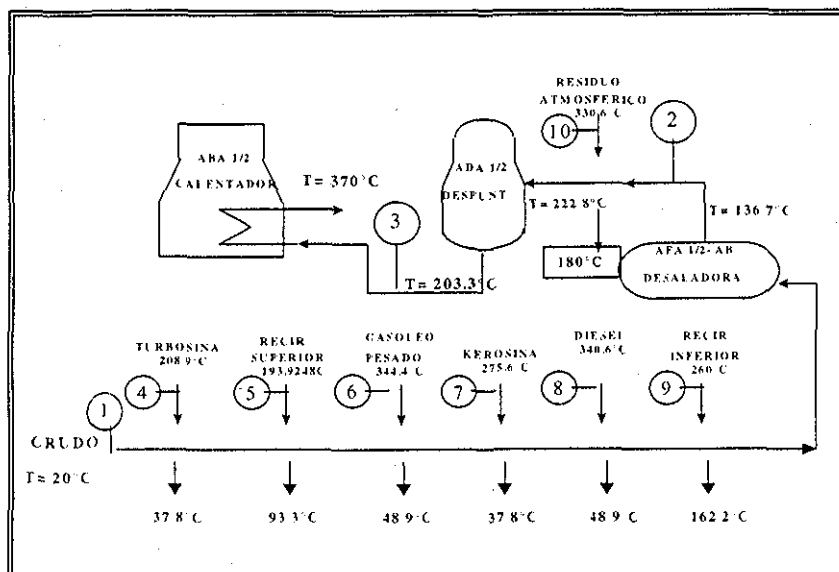 RESIDUO
ATMOSFERICO
330.6 C
10
2
ABA 1/2
CALENTADOR
T= 370°C
ADA 1/2
DESPUNT
T= 222 8°C
T= 136 7°C
3
180°C
AFA 1/2- AB
DESALADORA
T= 203.3°C
TURBOSINA
208 9°C
RECIR
SUPERIOR
193.9248C
GASOLEO
PESADO
344.4 C
KEROSINA
275.6 C
DIESEl
340.6°C
RECIR
INFERIOR
260 C
4
5
6
7
8
9
1
CRUDO
T= 20°C
37 8°C
93 3°C
48 9°C
37 8°C
48 9°C
162 2°C